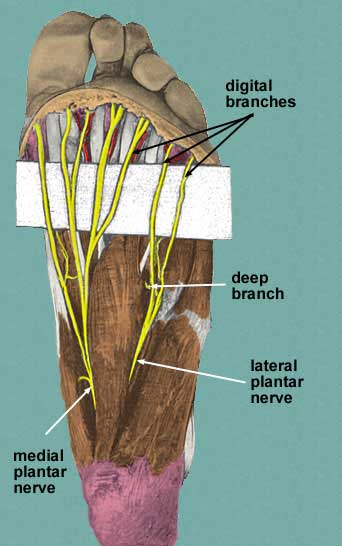 digital
branches
deep
branch
lateral
plantar
nerve
medial
plantar
nerve